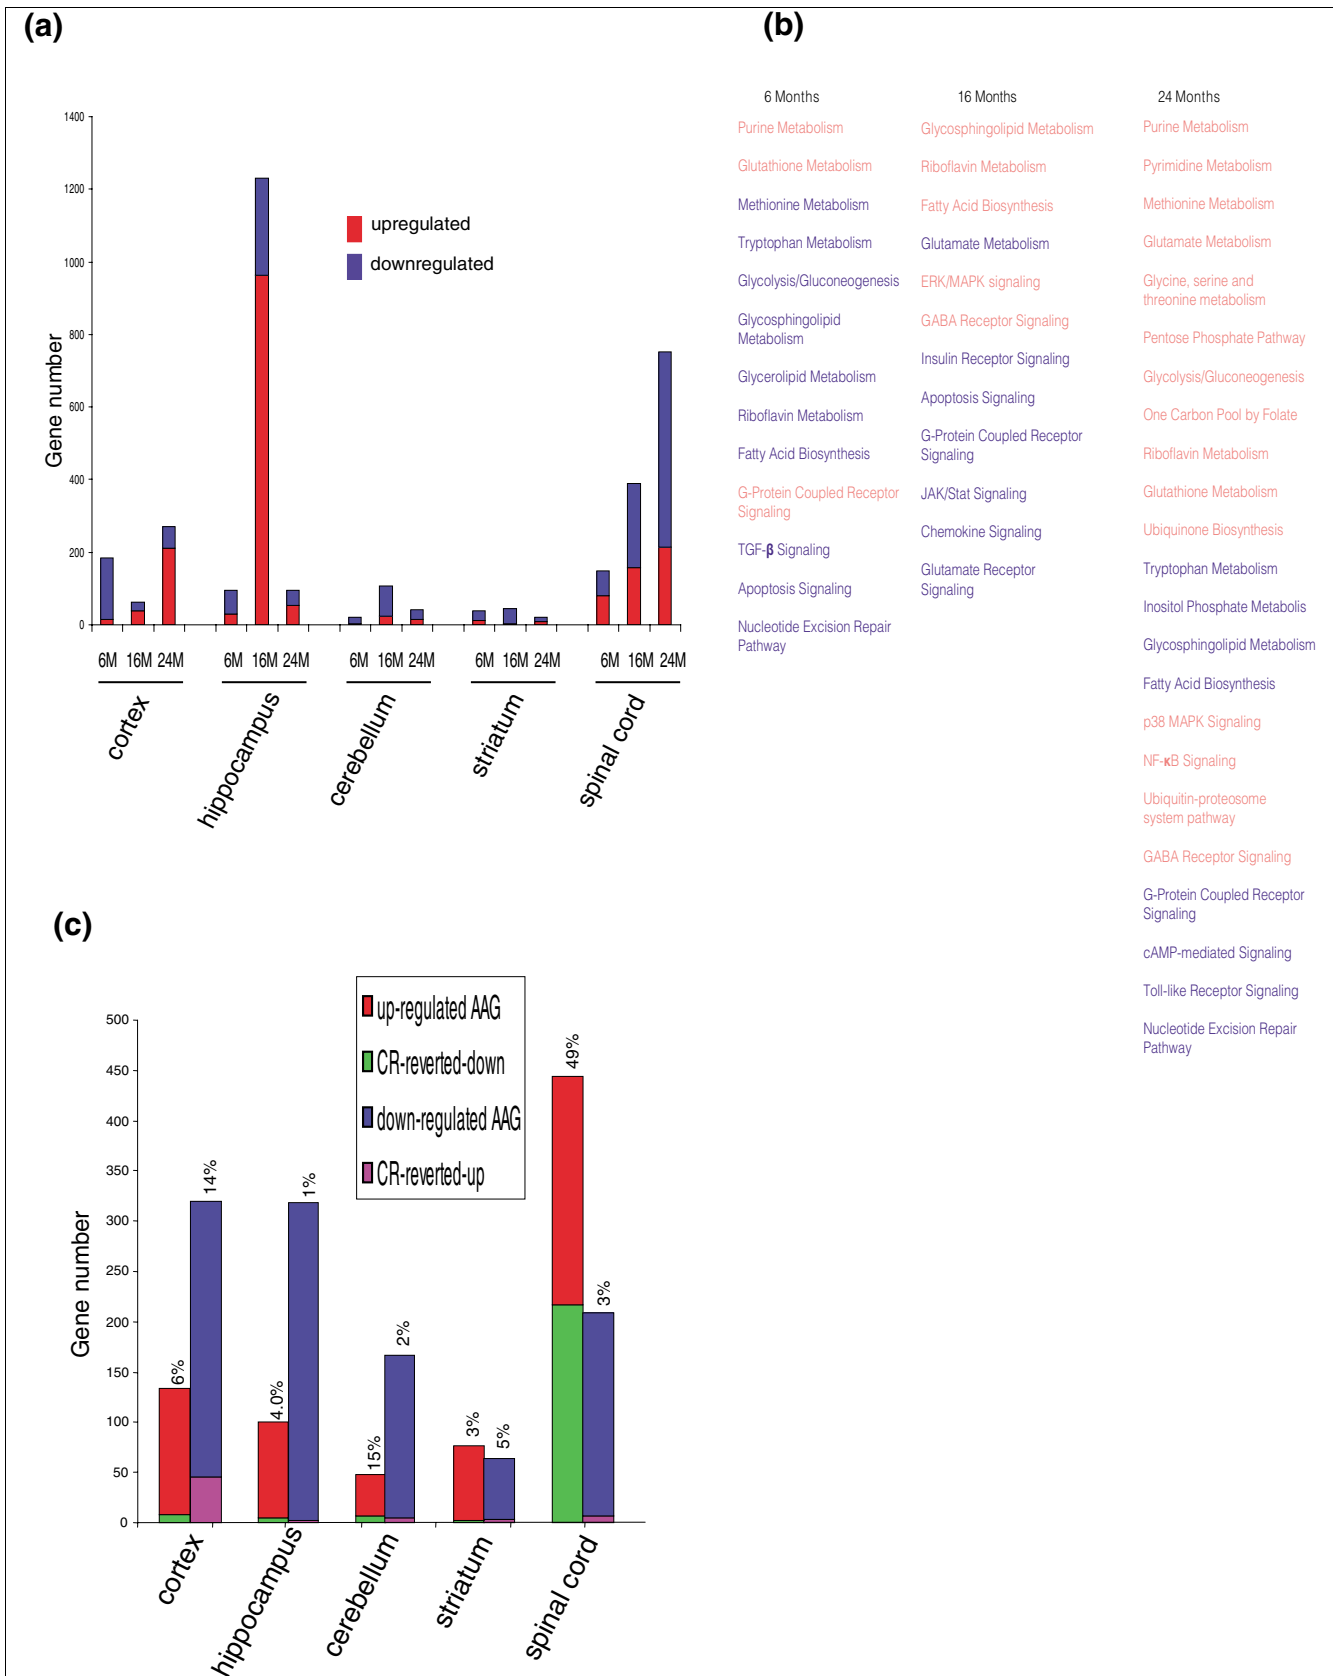 (a)
1400
1200
1000
800
600
400
200
0
Gene number
upregulated
downregulated
6M 16M 24M
6M 16M 24M
6M 16M 24M
6M 16M 24M
6M 16M 24M
cortex
hippocampus
cerebellum
striatum
spinal cord
(b)
6 Months
Purine Metabolism
Glutathione Metabolism
Methionine Metabolism
Tryptophan Metabolism
Glycolysis/Gluconeogenesis
Glycosphingolipid
Metabolism
Glycerolipid Metabolism
Riboflavin Metabolism
Fatty Acid Biosynthesis
G-Protein Coupled Receptor
Signaling
TGF-β Signaling
Apoptosis Signaling
Nucleotide Excision Repair
Pathway
16 Months
Glycosphingolipid Metabolism
Riboflavin Metabolism
Fatty Acid Biosynthesis
Glutamate Metabolism
ERK/MAPK signaling
GABA Receptor Signaling
Insulin Receptor Signaling
Apoptosis Signaling
G-Protein Coupled Receptor
Signaling
JAK/Stat Signaling
Chemokine Signaling
Glutamate Receptor
Signaling
24 Months
Purine Metabolism
Pyrimidine Metabolism
Methionine Metabolism
Glutamate Metabolism
Glycine, serine and
threonine metabolism
Pentose Phosphate Pathway
Glycolysis/Gluconeogenesis
One Carbon Pool by Folate
Riboflavin Metabolism
Glutathione Metabolism
Ubiquinone Biosynthesis
Tryptophan Metabolism
Inositol Phosphate Metabolis
Glycosphingolipid Metabolism
Fatty Acid Biosynthesis
p38 MAPK Signaling
NF-κB Signaling
Ubiquitin-proteosome
system pathway
GABA Receptor Signaling
G-Protein Coupled Receptor
Signaling
cAMP-mediated Signaling
Toll-like Receptor Signaling
Nucleotide Excision Repair
Pathway
(c)
up-regulated AAG
CR-reverted-down
down-regulated AAG
CR-reverted-up
500
450
400
350
300
250
200
150
100
50
0
Gene number
6%
14%
4.0%
1%
15%
2%
3%
5%
49%
3%
cortex
hippocampus
cerebellum
striatum
spinal cord